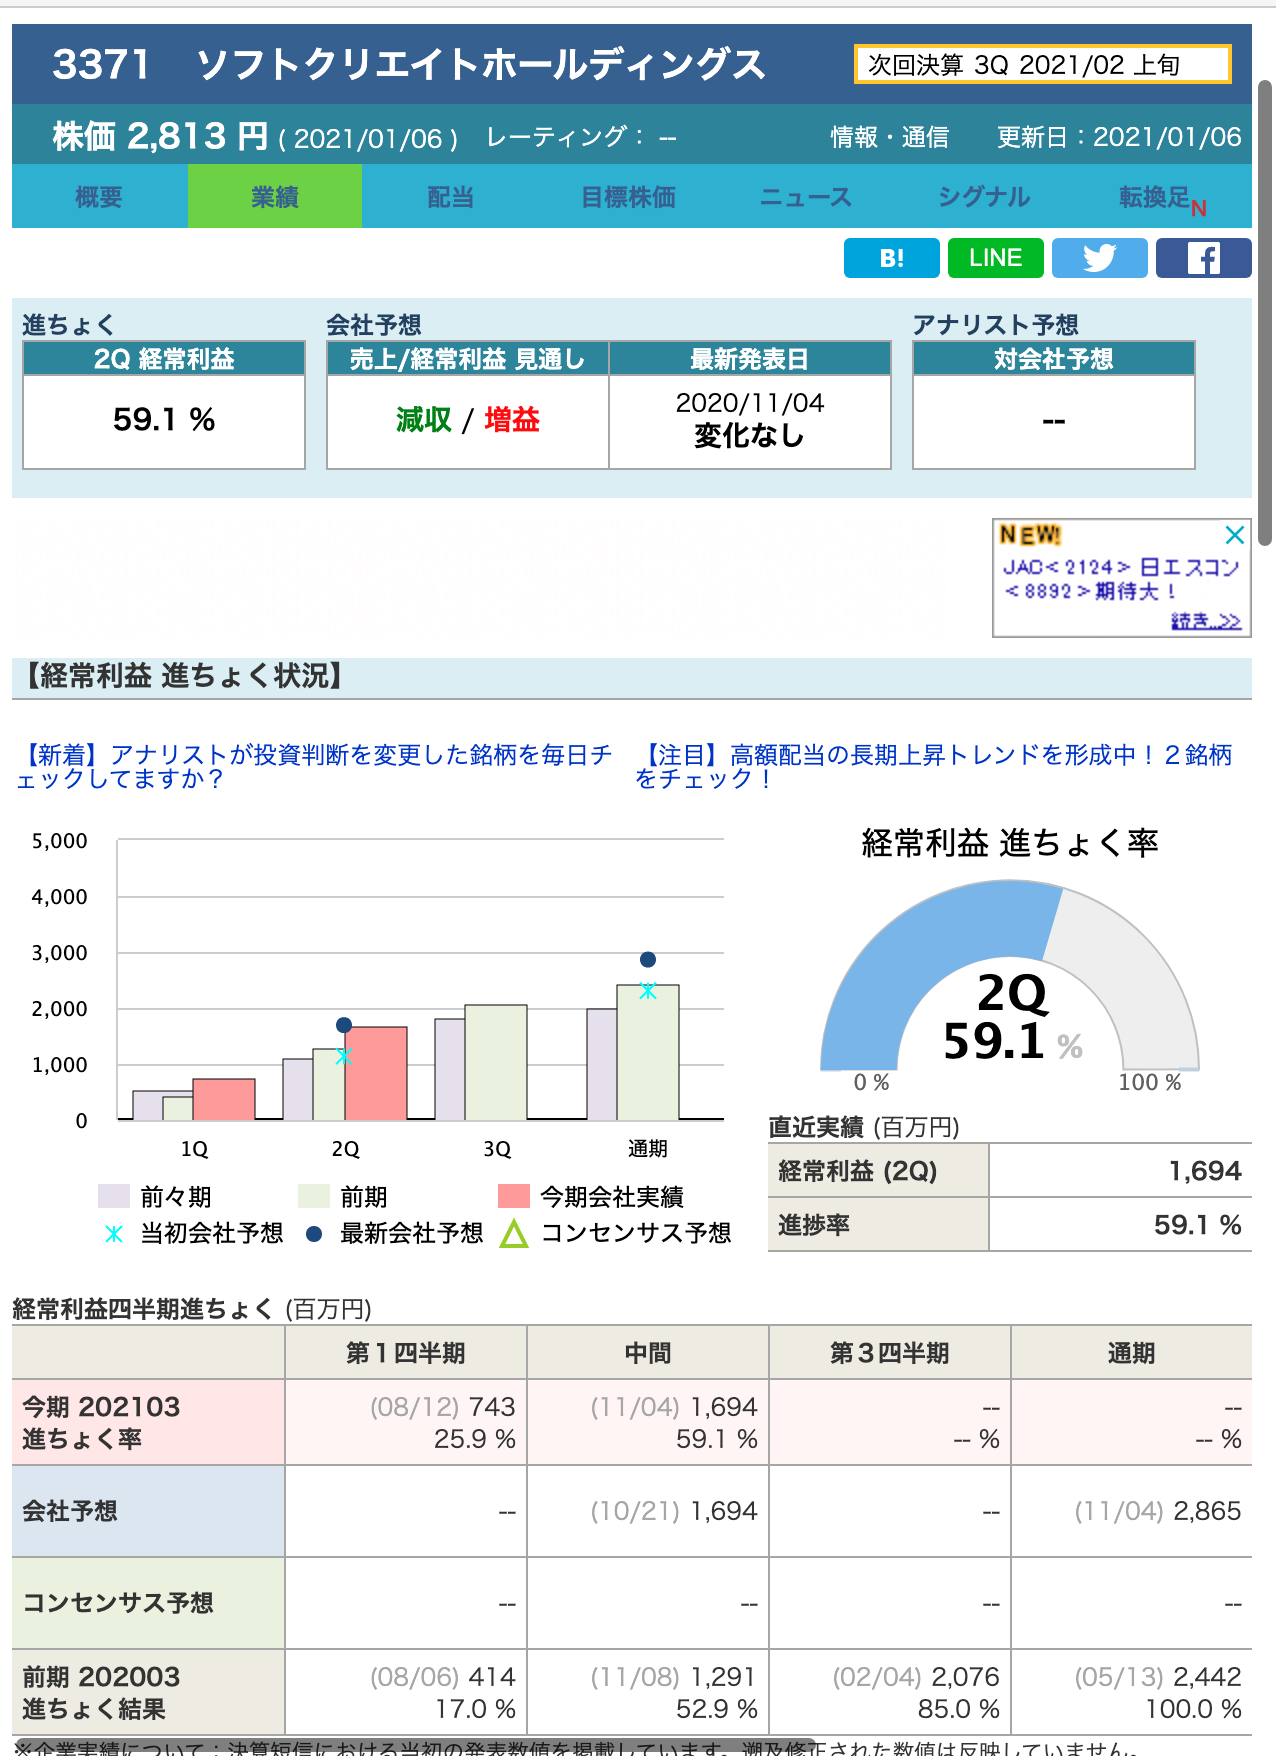 3371 ソフトクリエイトホールディングス
次回決算 3Q 2021/02 上旬
株価 2,813 円 ( 2021/01/06 ) レーティング： --
情報・通信 更新日：2021/01/06
概要 業績 配当 目標株価 ニュース シグナル 転換足N
B! LINE
進ちょく
2Q 経常利益
59.1 %
会社予想
売上/経常利益 見通し 最新発表日
減収 / 増益
2020/11/04
変化なし
アナリスト予想
対会社予想
--
NEW!
JAC<2124> 日エスコン
<8892>期待大！
続き..>>
【経常利益 進ちょく状況】
【新着】アナリストが投資判断を変更した銘柄を毎日チ
ェックしてますか？
【注目】高額配当の長期上昇トレンドを形成中！２銘柄
をチェック！
5,000
4,000
3,000
2,000
1,000
0
1Q 2Q 3Q 通期
前々期 前期 今期会社実績
当初会社予想 最新会社予想 コンセンサス予想
経常利益 進ちょく率
2Q
59.1 %
0 % 100 %
直近実績 (百万円)
経常利益 (2Q) 1,694
進捗率 59.1 %
経常利益四半期進ちょく (百万円)
第１四半期 中間 第３四半期 通期
今期 202103 (08/12) 743 (11/04) 1,694 -- --
進ちょく率 25.9 % 59.1 % -- % -- %
会社予想 -- (10/21) 1,694 -- (11/04) 2,865
コンセンサス予想 -- -- -- --
前期 202003 (08/06) 414 (11/08) 1,291 (02/04) 2,076 (05/13) 2,442
進ちょく結果 17.0 % 52.9 % 85.0 % 100.0 %
※企業実績について：決算短信における当初の発表数値を掲載しています。遡及修正された数値は反映していません。